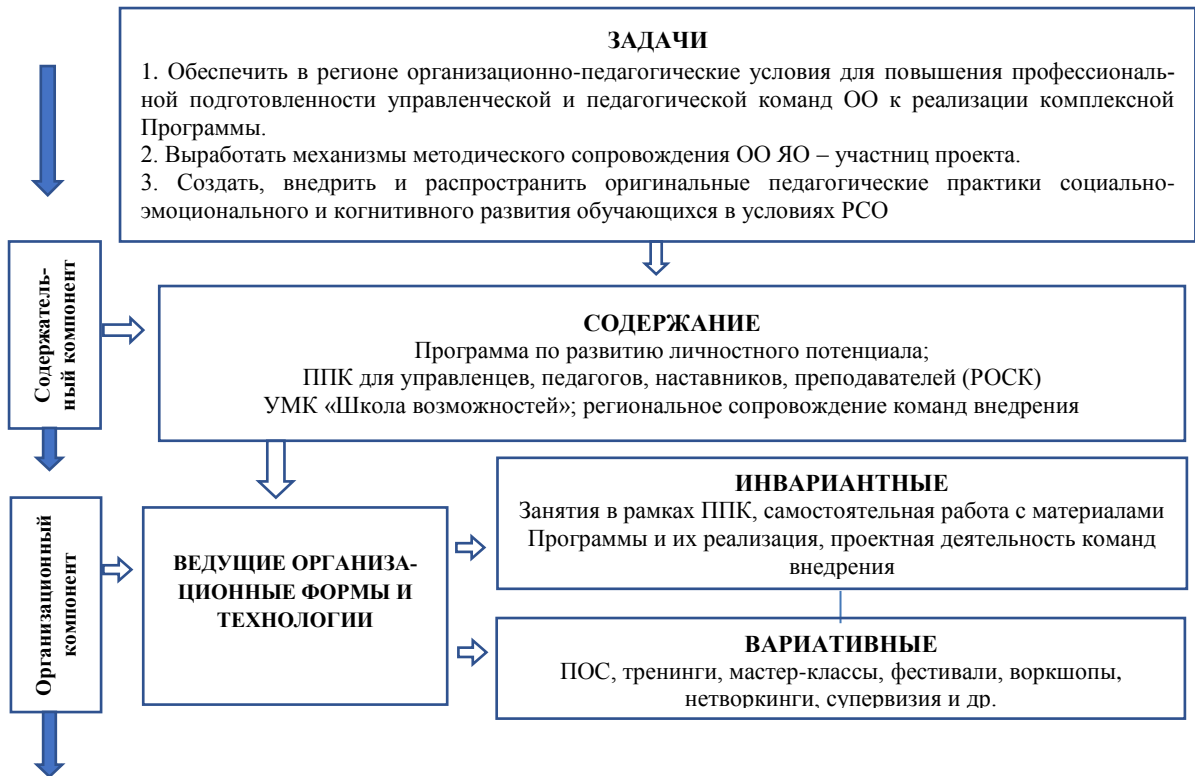 ЗАДАЧИ
1. Обеспечить в регионе организационно-педагогические условия для повышения профессиональ-
ной подготовленности управленческой и педагогической команд ОО к реализации комплексной
Программы.
2. Выработать механизмы методического сопровождения ОО ЯО – участниц проекта.
3. Создать, внедрить и распространить оригинальные педагогические практики социально-
эмоционального и когнитивного развития обучающихся в условиях РСО
Содержатель-
ный компонент
СОДЕРЖАНИЕ
Программа по развитию личностного потенциала;
ППК для управленцев, педагогов, наставников, преподавателей (РОСК)
УМК «Школа возможностей»; региональное сопровождение команд внедрения
Организационный
компонент
ВЕДУЩИЕ ОРГАНИЗА-
ЦИОННЫЕ ФОРМЫ И
ТЕХНОЛОГИИ
ИНВАРИАНТНЫЕ
Занятия в рамках ППК, самостоятельная работа с материалами
Программы и их реализация, проектная деятельность команд
внедрения
ВАРИАТИВНЫЕ
ПОС, тренинги, мастер-классы, фестивали, воркшопы,
нетворкинги, супервизия и др.